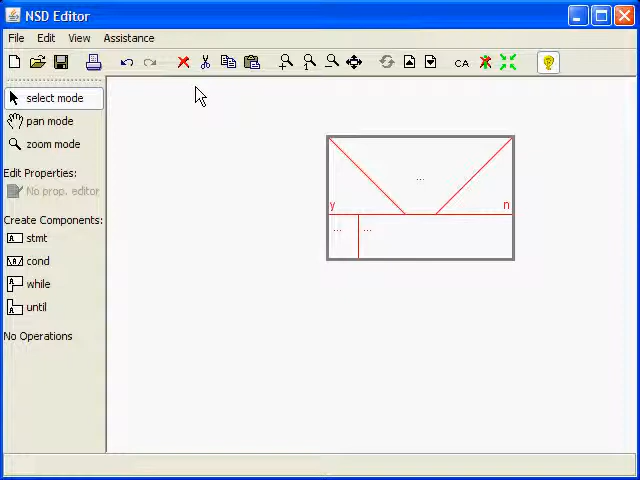 NSD Editor
File Edit View Assistance
CA
select mode
pan mode
zoom mode
Edit Properties:
No prop. editor
Create Components:
A stmt
A cond
A while
A until
No Operations
...
y n
... ...